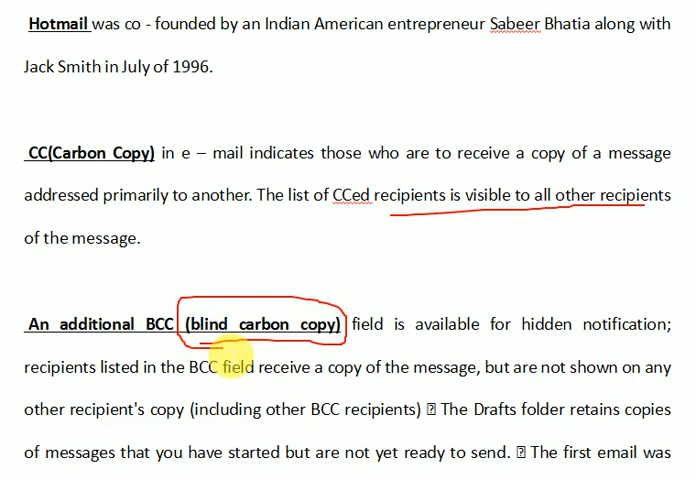 Hotmail was co - founded by an Indian American entrepreneur Sabeer Bhatia along with
Jack Smith in July of 1996.
CC(Carbon Copy) in e – mail indicates those who are to receive a copy of a message
addressed primarily to another. The list of CCed recipients is visible to all other recipients
of the message.
An additional BCC (blind carbon copy) field is available for hidden notification;
recipients listed in the BCC field receive a copy of the message, but are not shown on any
other recipient's copy (including other BCC recipients) ⍰ The Drafts folder retains copies
of messages that you have started but are not yet ready to send. ⍰ The first email was